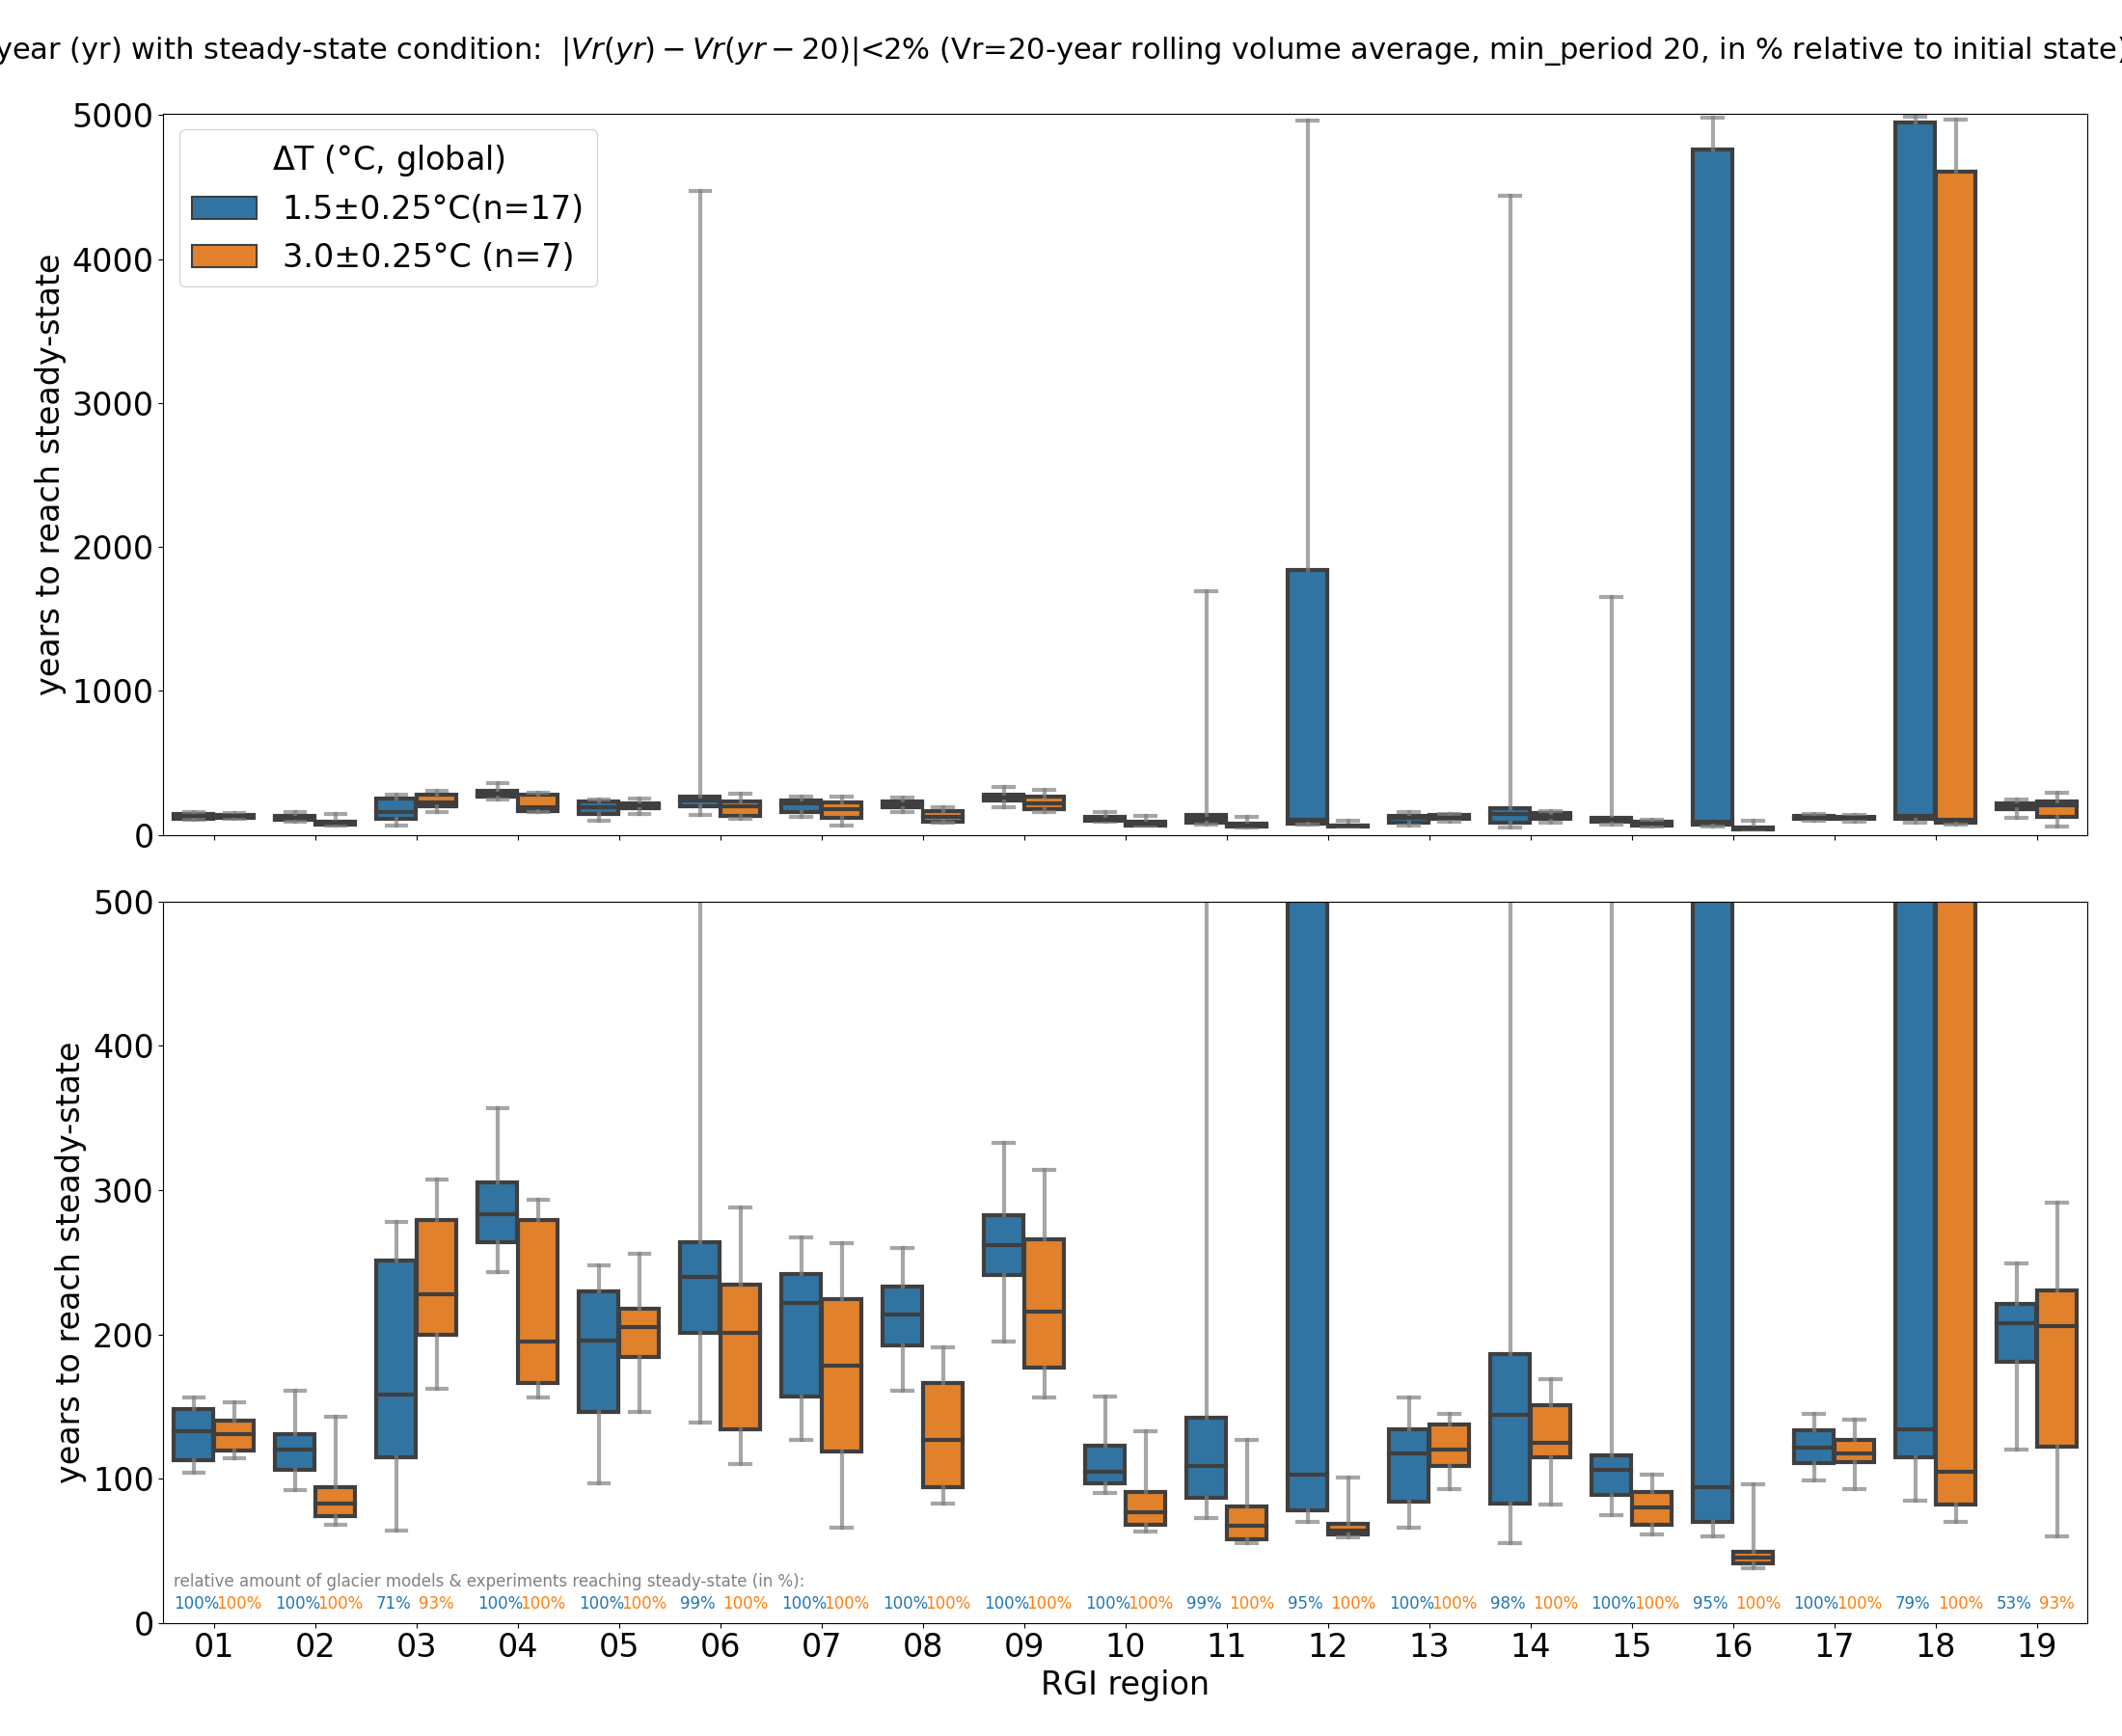 year (yr) with steady-state condition: |Vr(yr) − Vr(yr − 20)|<2% (Vr=20-year rolling volume average, min_period 20, in % relative to initial state)
5000
4000
3000
2000
1000
0
years to reach steady-state
ΔT (°C, global)
1.5±0.25°C(n=17)
3.0±0.25°C (n=7)
500
400
300
200
100
0
years to reach steady-state
relative amount of glacier models & experiments reaching steady-state (in %):
100% 100% 100% 100% 71% 93% 100% 100% 100% 100% 99% 100% 100% 100% 100% 100% 100% 100% 100% 100% 99% 100% 95% 100% 100% 100% 98% 100% 100% 100% 95% 100% 100% 100% 79% 100% 53% 93%
01 02 03 04 05 06 07 08 09 10 11 12 13 14 15 16 17 18 19
RGI region